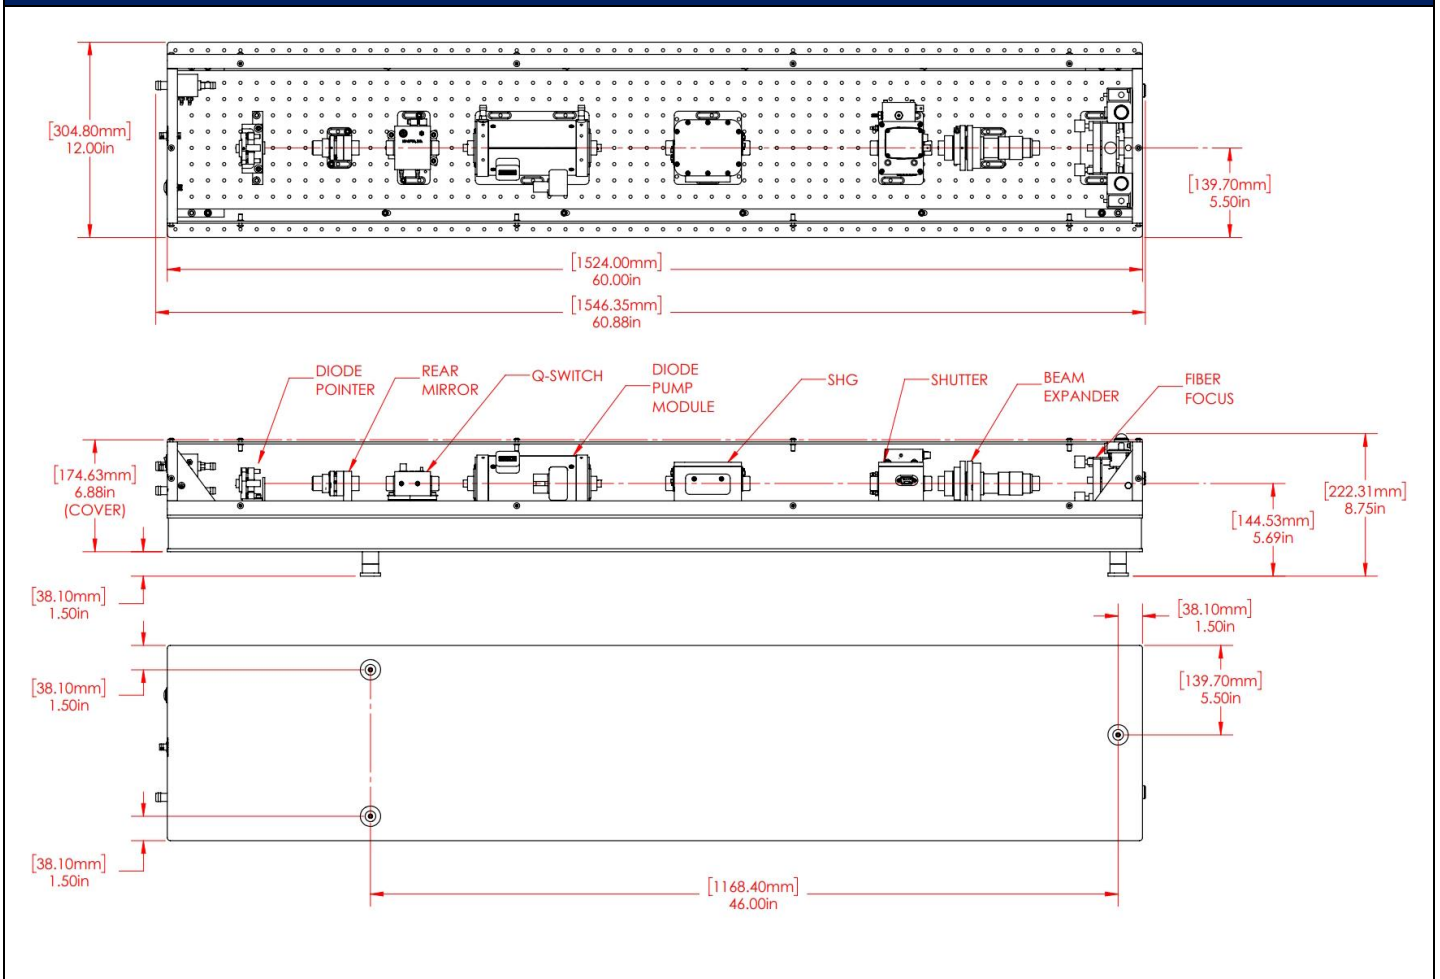 [304.80mm]
12.00in
[139.70mm]
5.50in
[1524.00mm]
60.00in
[1546.35mm]
60.88in
DIODE
POINTER
REAR
MIRROR
Q-SWITCH
DIODE
PUMP
MODULE
SHG
SHUTTER
BEAM
EXPANDER
FIBER
FOCUS
[174.63mm]
6.88in
(COVER)
[222.31mm]
8.75in
[144.53mm]
5.69in
[38.10mm]
1.50in
[38.10mm]
1.50in
[38.10mm]
1.50in
[139.70mm]
5.50in
[38.10mm]
1.50in
[1168.40mm]
46.00in